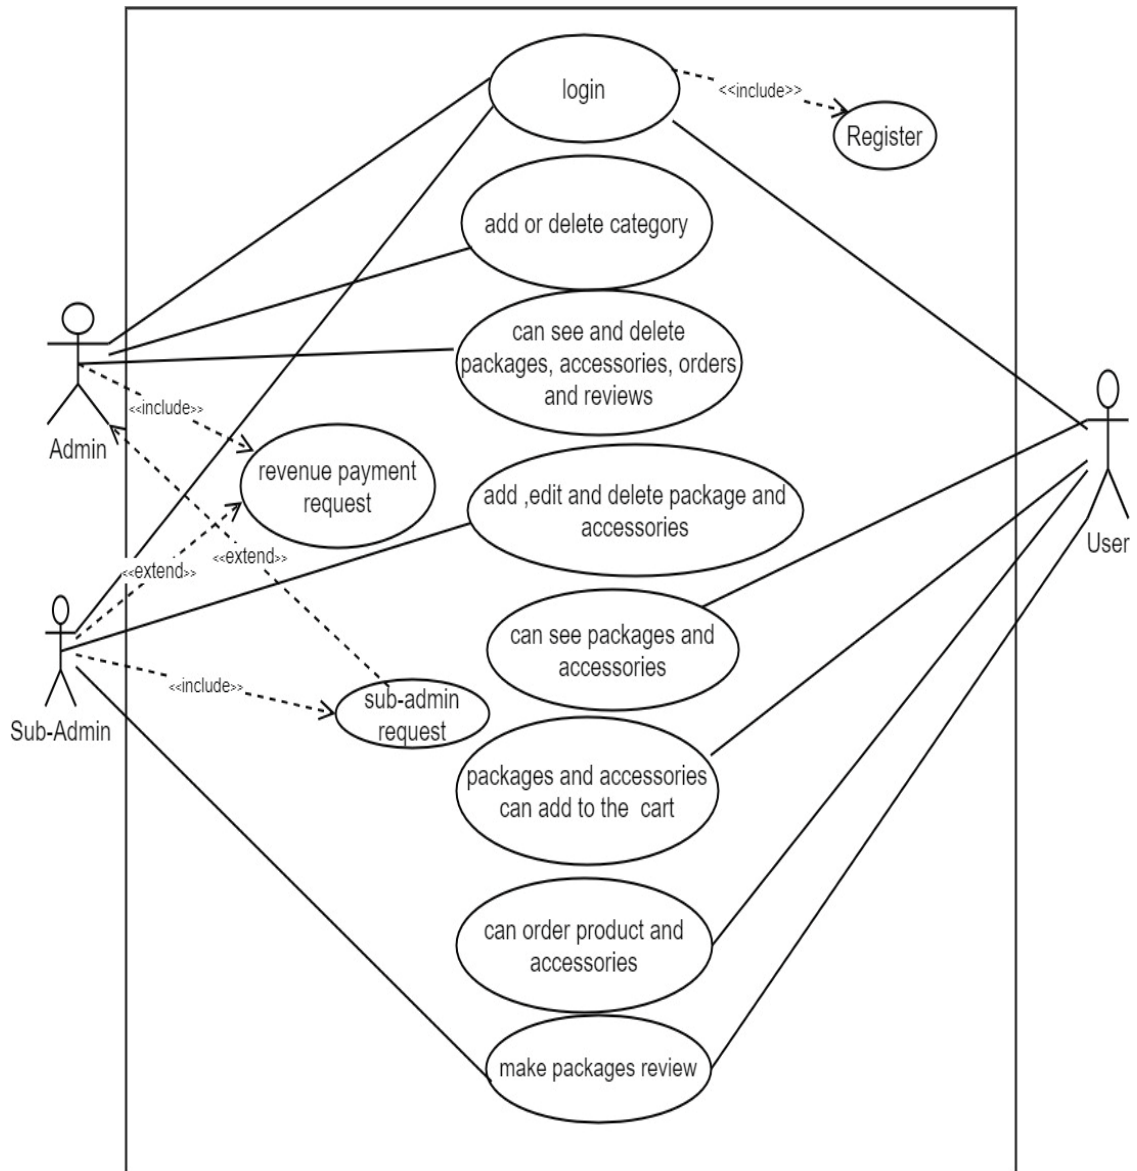 login
<<include>>
Register
add or delete category
can see and delete
packages, accessories, orders
and reviews
<<include>>
Admin
revenue payment
request
add ,edit and delete package and
accessories
User
<<extend>>
<<extend>>
can see packages and
accessories
<<include>>
sub-admin
request
Sub-Admin
packages and accessories
can add to the cart
can order product and
accessories
make packages review